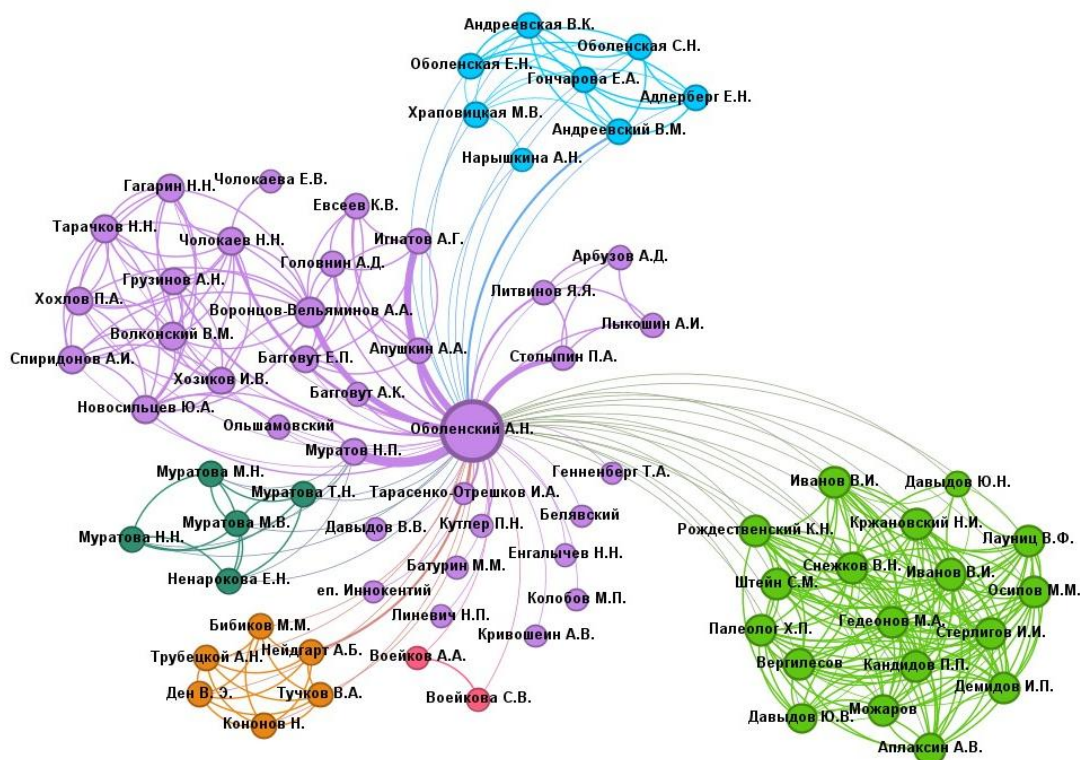 Андреевская В.К.
Оболенская С.Н.
Оболенская Е.Н.
Гончарова Е.А.
Адлерберг Е.Н.
Храповицкая М.В.
Андреевский В.М.
Нарышкина А.Н.
Чолокаева Е.В.
Гагарин Н.Н.
Евсеев К.В.
Тарачков Н.Н.
Чолокаев Н.Н.
Игнатов А.Г.
Головнин А.Д.
Арбузов А.Д.
Грузинов А.Н.
Литвинов Я.Я.
Хохлов П.А.
Воронцов-Вельяминов А.А.
Лыкошин А.И.
Волконский В.М.
Апушкин А.А.
Столыпин П.А.
Спиридонов А.И.
Багговут Е.П.
Хозиков И.В.
Багговут А.К.
Новосильцев Ю.А.
Ольшамовский
Оболенский А.Н.
Муратов Н.П.
Муратова М.Н.
Генненберг Т.А.
Муратова Т.Н.
Тарасенко-Отрешков И.А.
Иванов В.И.
Давыдов Ю.Н.
Муратова М.В.
Давыдов В.В.
Кутлер П.Н.
Белявский
Рождественский К.Н.
Кржановский Н.И.
Муратова Н.Н.
Лауниц В.Ф.
Енгалычев Н.Н.
Снежков В.Н.
Иванов В.И.
Ненарокова Е.Н.
Батурин М.М.
Штейн С.М.
Осипов М.М.
еп. Иннокентий
Колобов М.П.
Гедеонов М.А.
Линевич Н.П.
Палеолог Х.П.
Стерлигов И.И.
Бибиков М.М.
Кривошеин А.В.
Нейдгарт А.Б.
Трубецкой А.Н.
Воейков А.А.
Вергилесов
Кандидов П.П.
Ден В. Э.
Тучков В.А.
Воейкова С.В.
Демидов И.П.
Кононов Н.
Давыдов Ю.В.
Можаров
Аплаксин А.В.